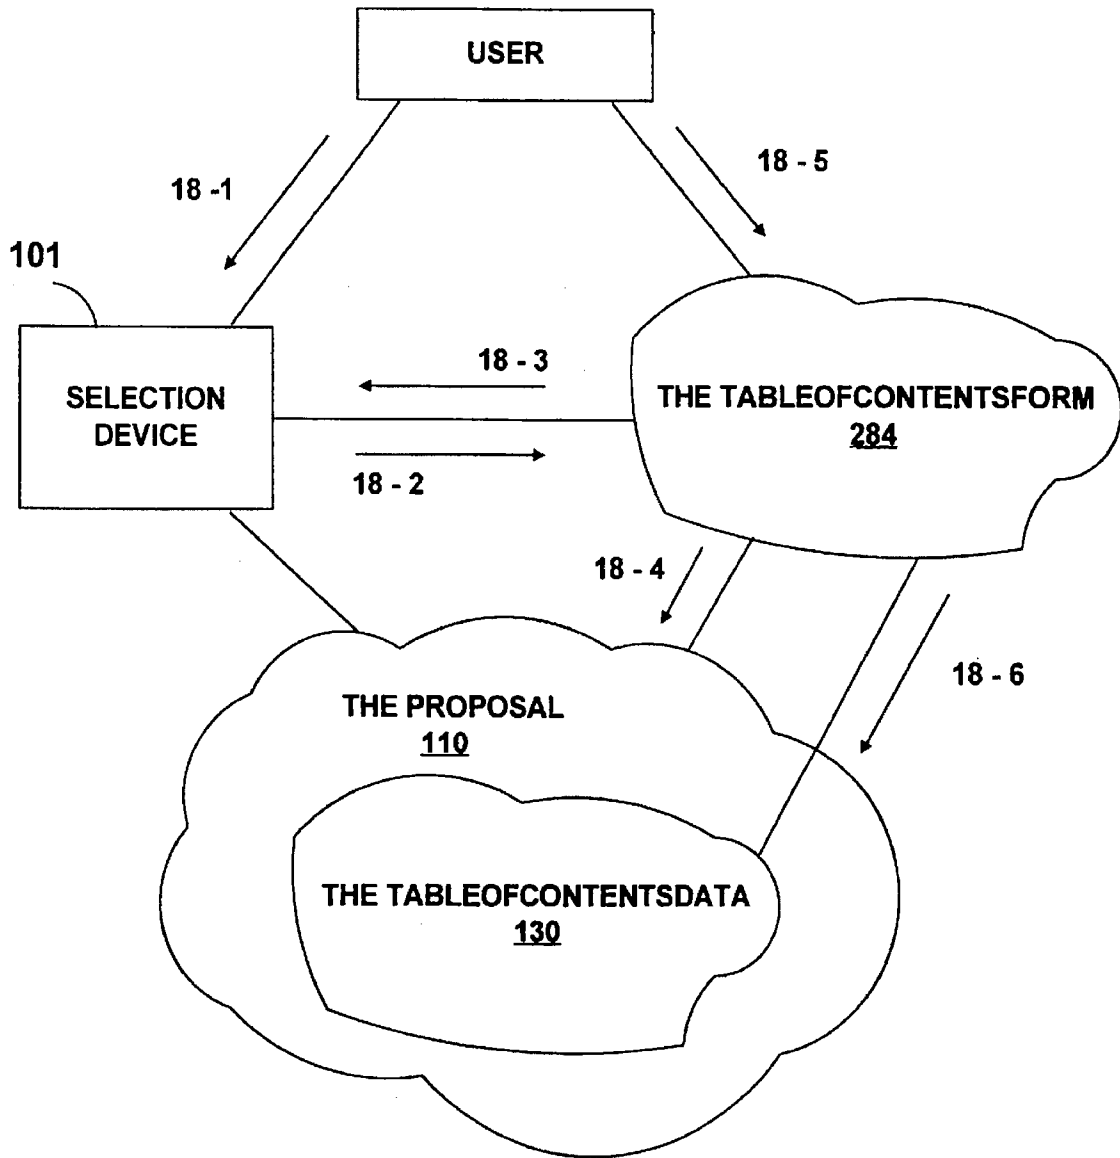 USER
18 -1
18 - 5
101
SELECTION
DEVICE
18 - 3
18 - 2
THE TABLEOFCONTENTSFORM
284
18 - 4
18 - 6
THE PROPOSAL
110
THE TABLEOFCONTENTSDATA
130